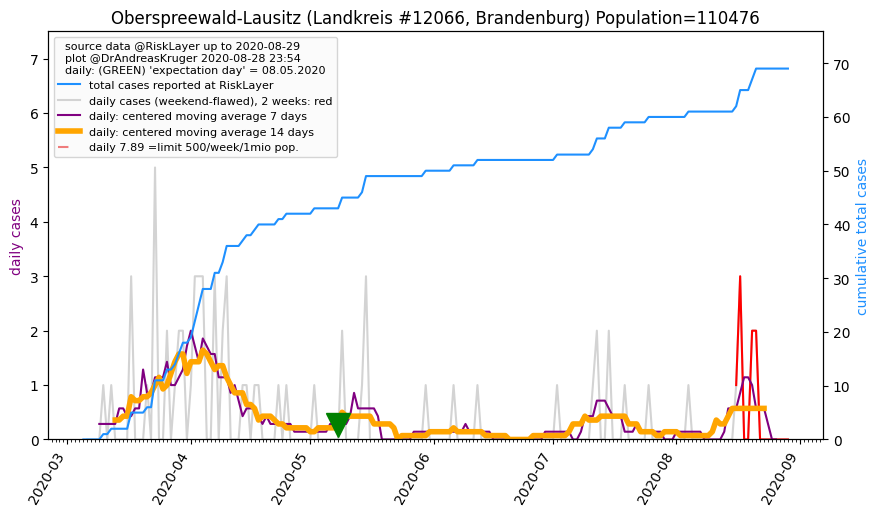 Oberspreewald-Lausitz (Landkreis #12066, Brandenburg) Population=110476
source data @RiskLayer up to 2020-08-29
plot @DrAndreasKruger 2020-08-28 23:54
daily: (GREEN) 'expectation day' = 08.05.2020
total cases reported at RiskLayer
daily cases (weekend-flawed), 2 weeks: red
daily: centered moving average 7 days
daily: centered moving average 14 days
daily 7.89 =limit 500/week/1mio pop.
daily cases
7
6
5
4
3
2
1
0
cumulative total cases
70
60
50
40
30
20
10
0
2020-03
2020-04
2020-05
2020-06
2020-07
2020-08
2020-09